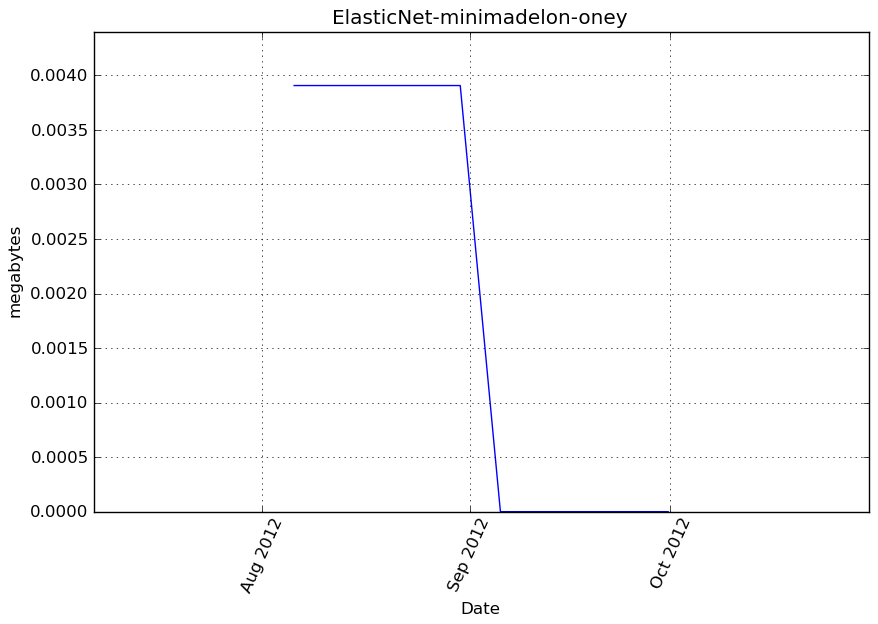 ElasticNet-minimadelon-oney
0.0040
0.0035
0.0030
0.0025
0.0020
0.0015
0.0010
0.0005
0.0000
megabytes
Aug 2012
Sep 2012
Oct 2012
Date